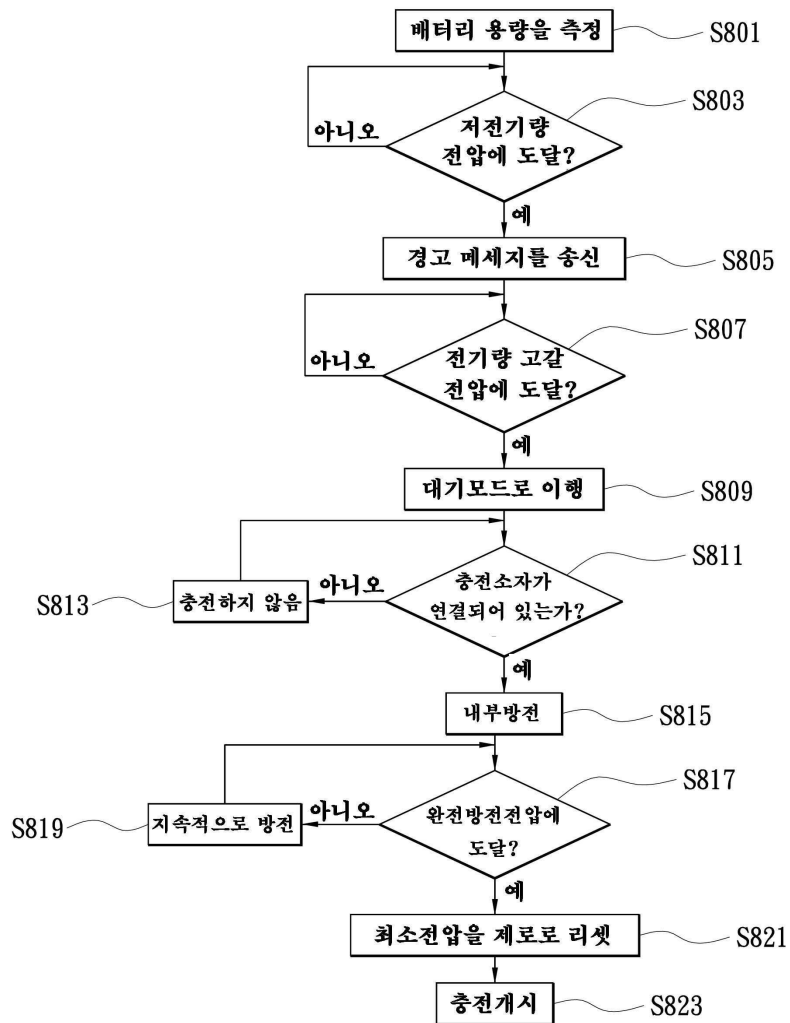 배터리 용량을 측정
S801
S803
저전기량
전압에 도달?
아니오
예
경고 메세지를 송신
S805
S807
전기량 고갈
전압에 도달?
아니오
예
대기모드로 이행
S809
S811
충전소자가
연결되어 있는가?
아니오
충전하지 않음
S813
예
내부방전
S815
S817
완전방전전압에
도달?
아니오
지속적으로 방전
S819
예
최소전압을 제로로 리셋
S821
충전개시
S823